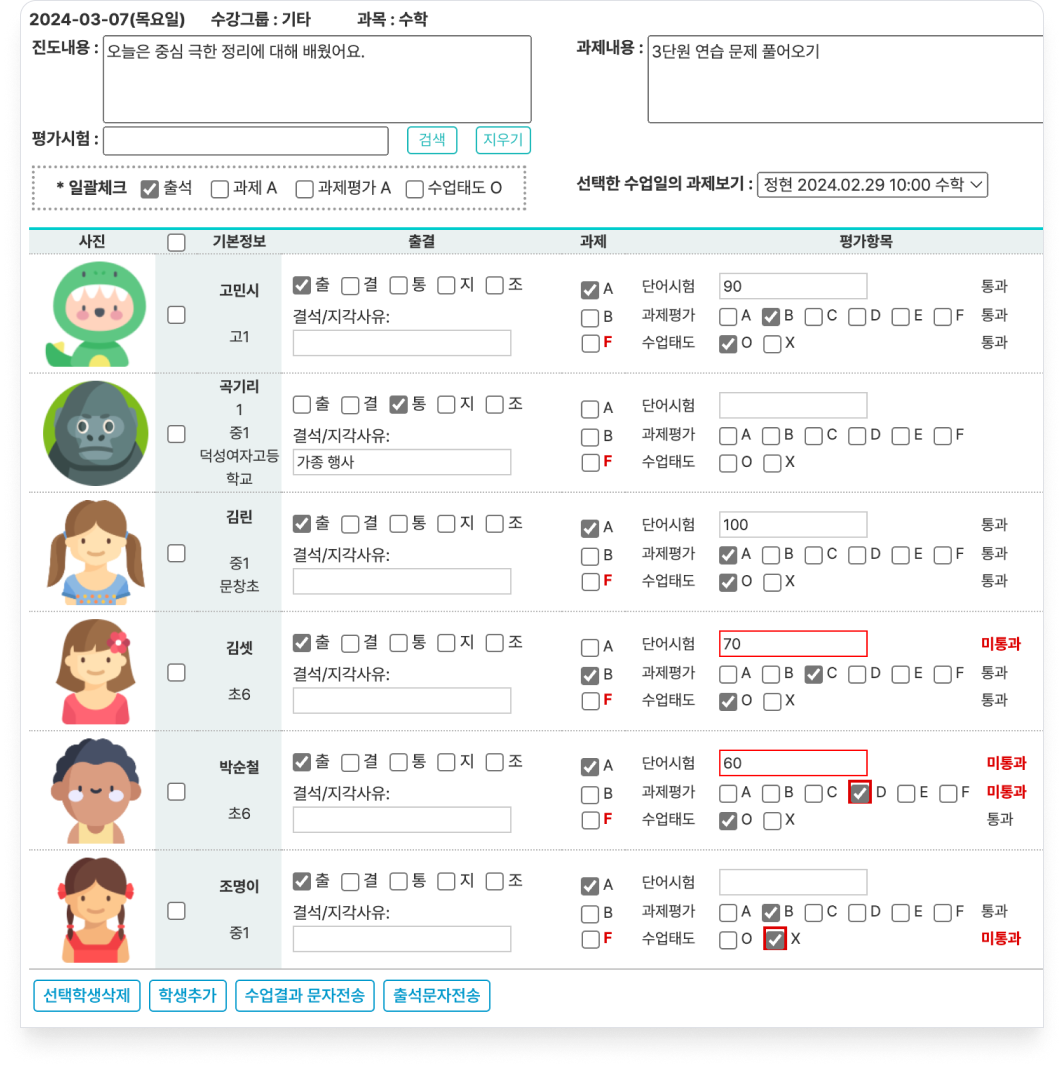 2024-03-07(목요일) 수강그룹 : 기타 과목 : 수학
진도내용 : 오늘은 중심 극한 정리에 대해 배웠어요. 과제내용 : 3단원 연습 문제 풀어오기
평가시험 : 검색 지우기
* 일괄체크 출석 과제 A 과제평가 A 수업태도 O 선택한 수업일의 과제보기 : 정현 2024.02.29 10:00 수학
사진 기본정보 출결 과제 평가항목
고민시 출 결 통 지 조 A 단어시험 90 통과
결석/지각사유: B 과제평가 A B C D E F 통과
고1 F 수업태도 O X 통과
곡기리
1 출 결 통 지 조 A 단어시험
중1 결석/지각사유: B 과제평가 A B C D E F
덕성여자고등 가종 행사 F 수업태도 O X
학교
김린 출 결 통 지 조 A 단어시험 100 통과
중1 결석/지각사유: B 과제평가 A B C D E F 통과
문창초 F 수업태도 O X 통과
김셋 출 결 통 지 조 A 단어시험 70 미통과
결석/지각사유: B 과제평가 A B C D E F 통과
초6 F 수업태도 O X 통과
박순철 출 결 통 지 조 A 단어시험 60 미통과
결석/지각사유: B 과제평가 A B C D E F 미통과
초6 F 수업태도 O X 통과
조명이 출 결 통 지 조 A 단어시험
결석/지각사유: B 과제평가 A B C D E F 통과
중1 F 수업태도 O X 미통과
선택학생삭제 학생추가 수업결과 문자전송 출석문자전송